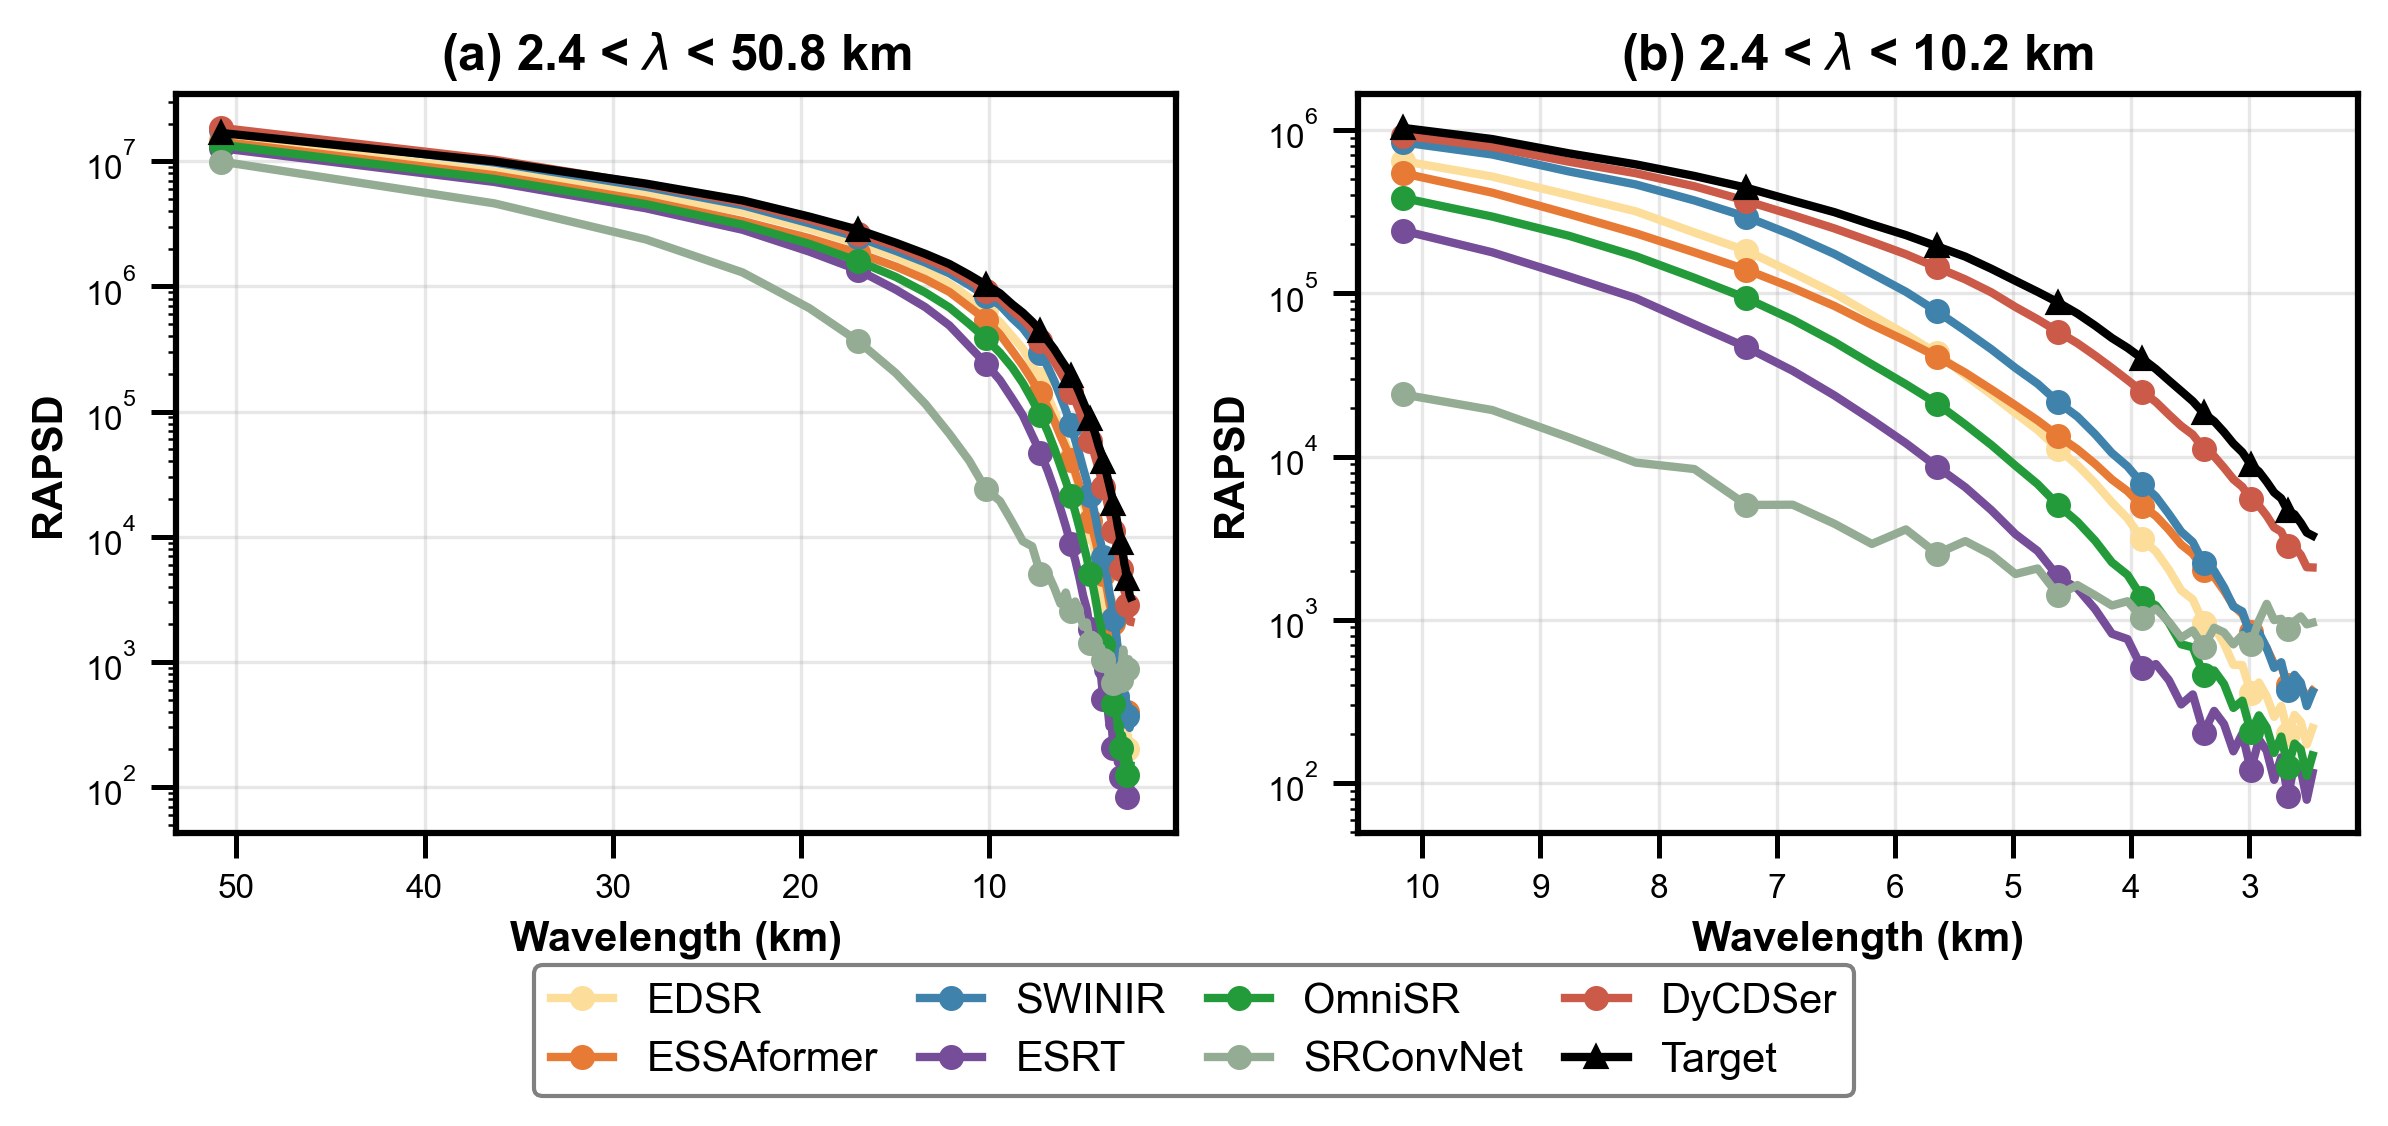 (a) 2.4 < λ < 50.8 km
(b) 2.4 < λ < 10.2 km
RAPSD
10^7
10^6
10^5
10^4
10^3
10^2
50 40 30 20 10
Wavelength (km)
RAPSD
10^6
10^5
10^4
10^3
10^2
10 9 8 7 6 5 4 3
Wavelength (km)
EDSR SWINIR OmniSR DyCDSer
ESSAformer ESRT SRConvNet Target